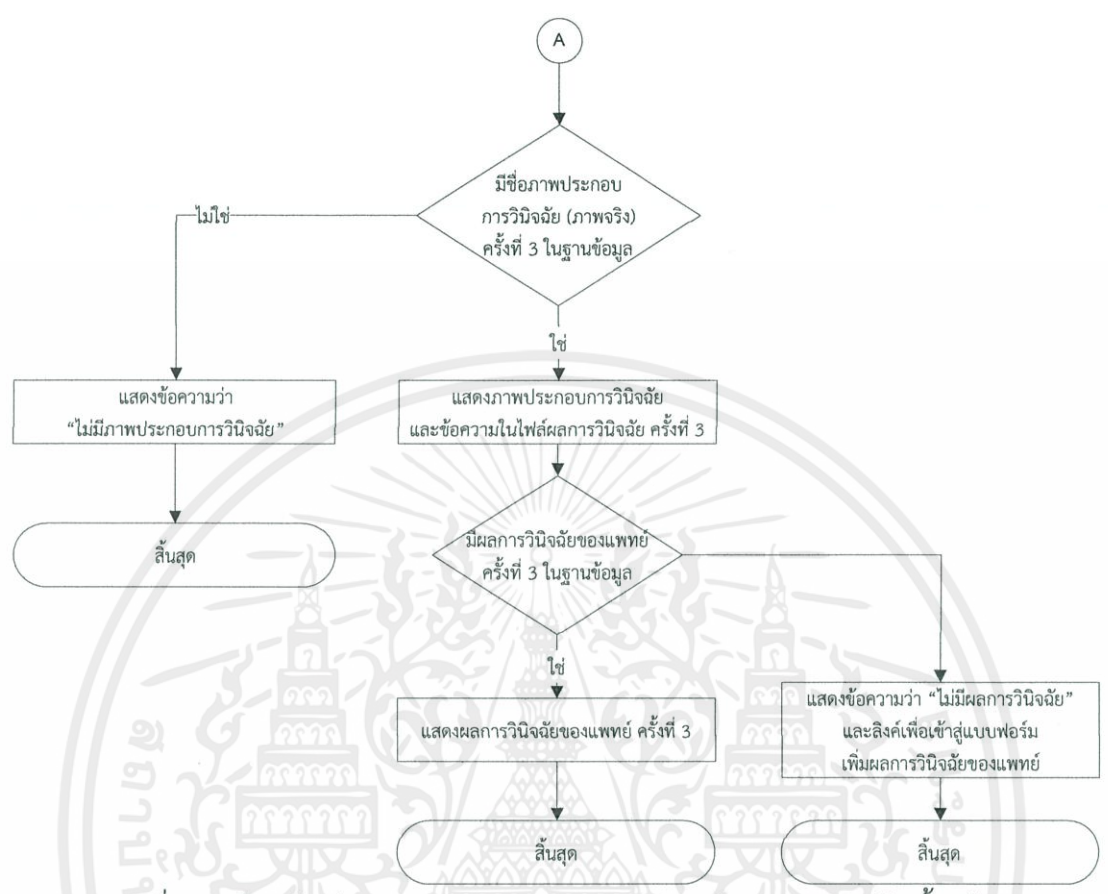 A
มีชื่อภาพประกอบ
การวินิจฉัย (ภาพจริง)
ครั้งที่ 3 ในฐานข้อมูล
ไม่ใช่
ใช่
แสดงข้อความว่า
“ไม่มีภาพประกอบการวินิจฉัย”
แสดงภาพประกอบการวินิจฉัย
และข้อความในไฟล์ผลการวินิจฉัย ครั้งที่ 3
สิ้นสุด
มีผลการวินิจฉัยของแพทย์
ครั้งที่ 3 ในฐานข้อมูล
ใช่
แสดงผลการวินิจฉัยของแพทย์ ครั้งที่ 3
แสดงข้อความว่า “ไม่มีผลการวินิจฉัย”
และลิงค์เพื่อเข้าสู่แบบฟอร์ม
เพิ่มผลการวินิจฉัยของแพทย์
สิ้นสุด
สิ้นสุด